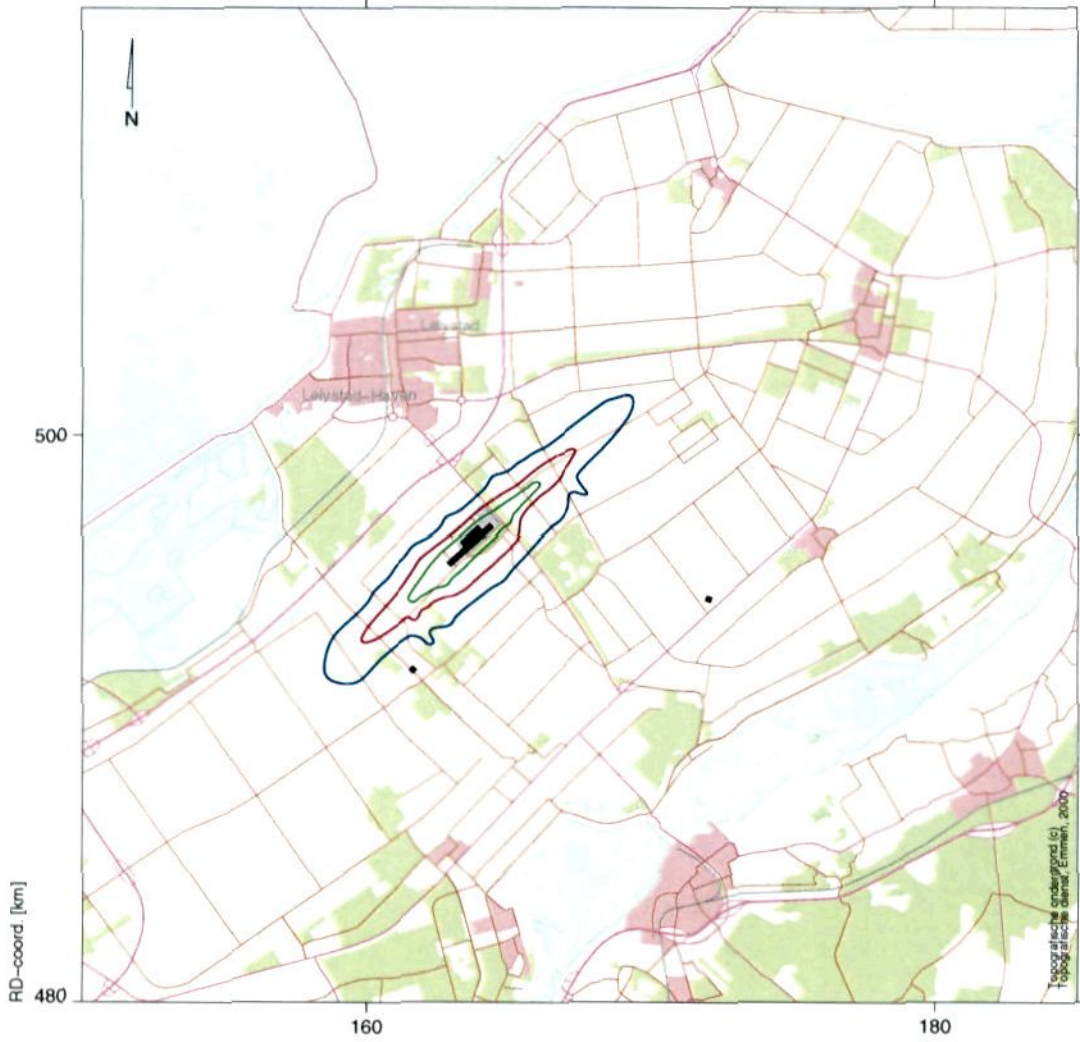 N
Lelystad
Lelystad-Haven
500
480
RD-coord. [km]
160
180
Topografische ondergrond (c)
Topografische dienst, Emmen, 2000